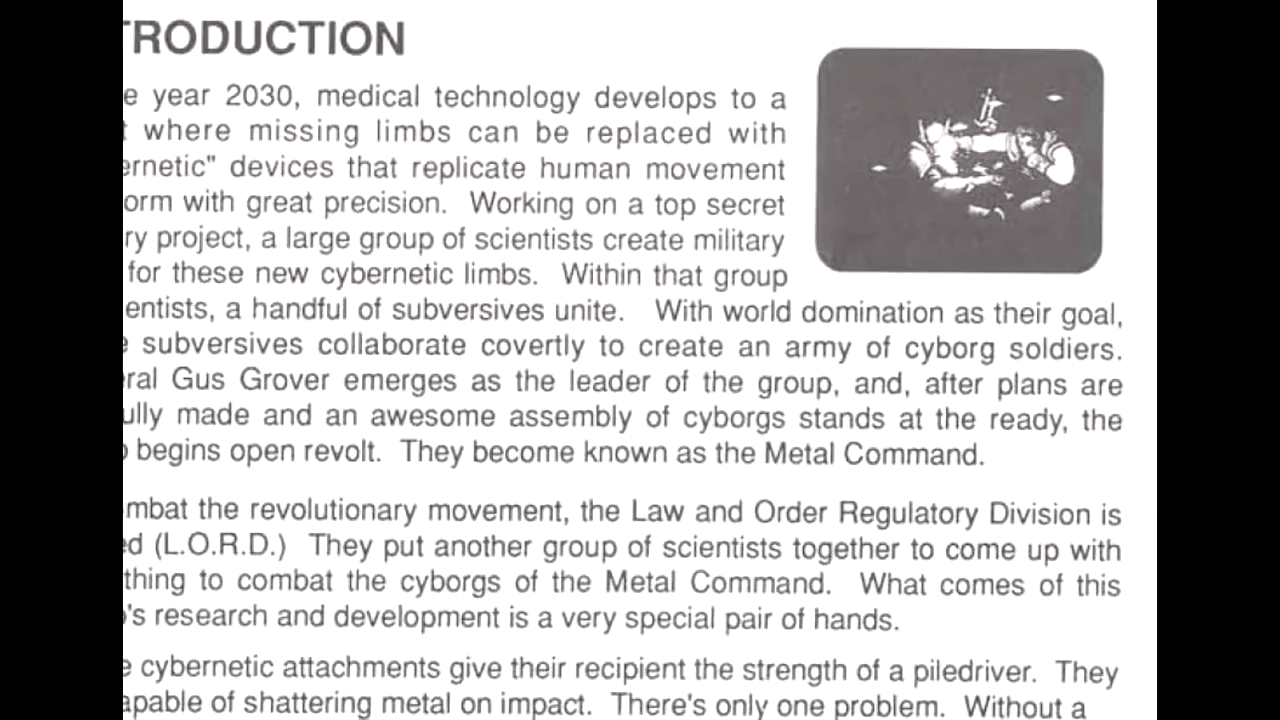 TRODUCTION
e year 2030, medical technology develops to a
t where missing limbs can be replaced with
ernetic" devices that replicate human movement
orm with great precision. Working on a top secret
ry project, a large group of scientists create military
for these new cybernetic limbs. Within that group
entists, a handful of subversives unite. With world domination as their goal,
e subversives collaborate covertly to create an army of cyborg soldiers.
ral Gus Grover emerges as the leader of the group, and, after plans are
ully made and an awesome assembly of cyborgs stands at the ready, the
p begins open revolt. They become known as the Metal Command.
mbat the revolutionary movement, the Law and Order Regulatory Division is
ed (L.O.R.D.) They put another group of scientists together to come up with
thing to combat the cyborgs of the Metal Command. What comes of this
p's research and development is a very special pair of hands.
e cybernetic attachments give their recipient the strength of a piledriver. They
apable of shattering metal on impact. There's only one problem. Without a